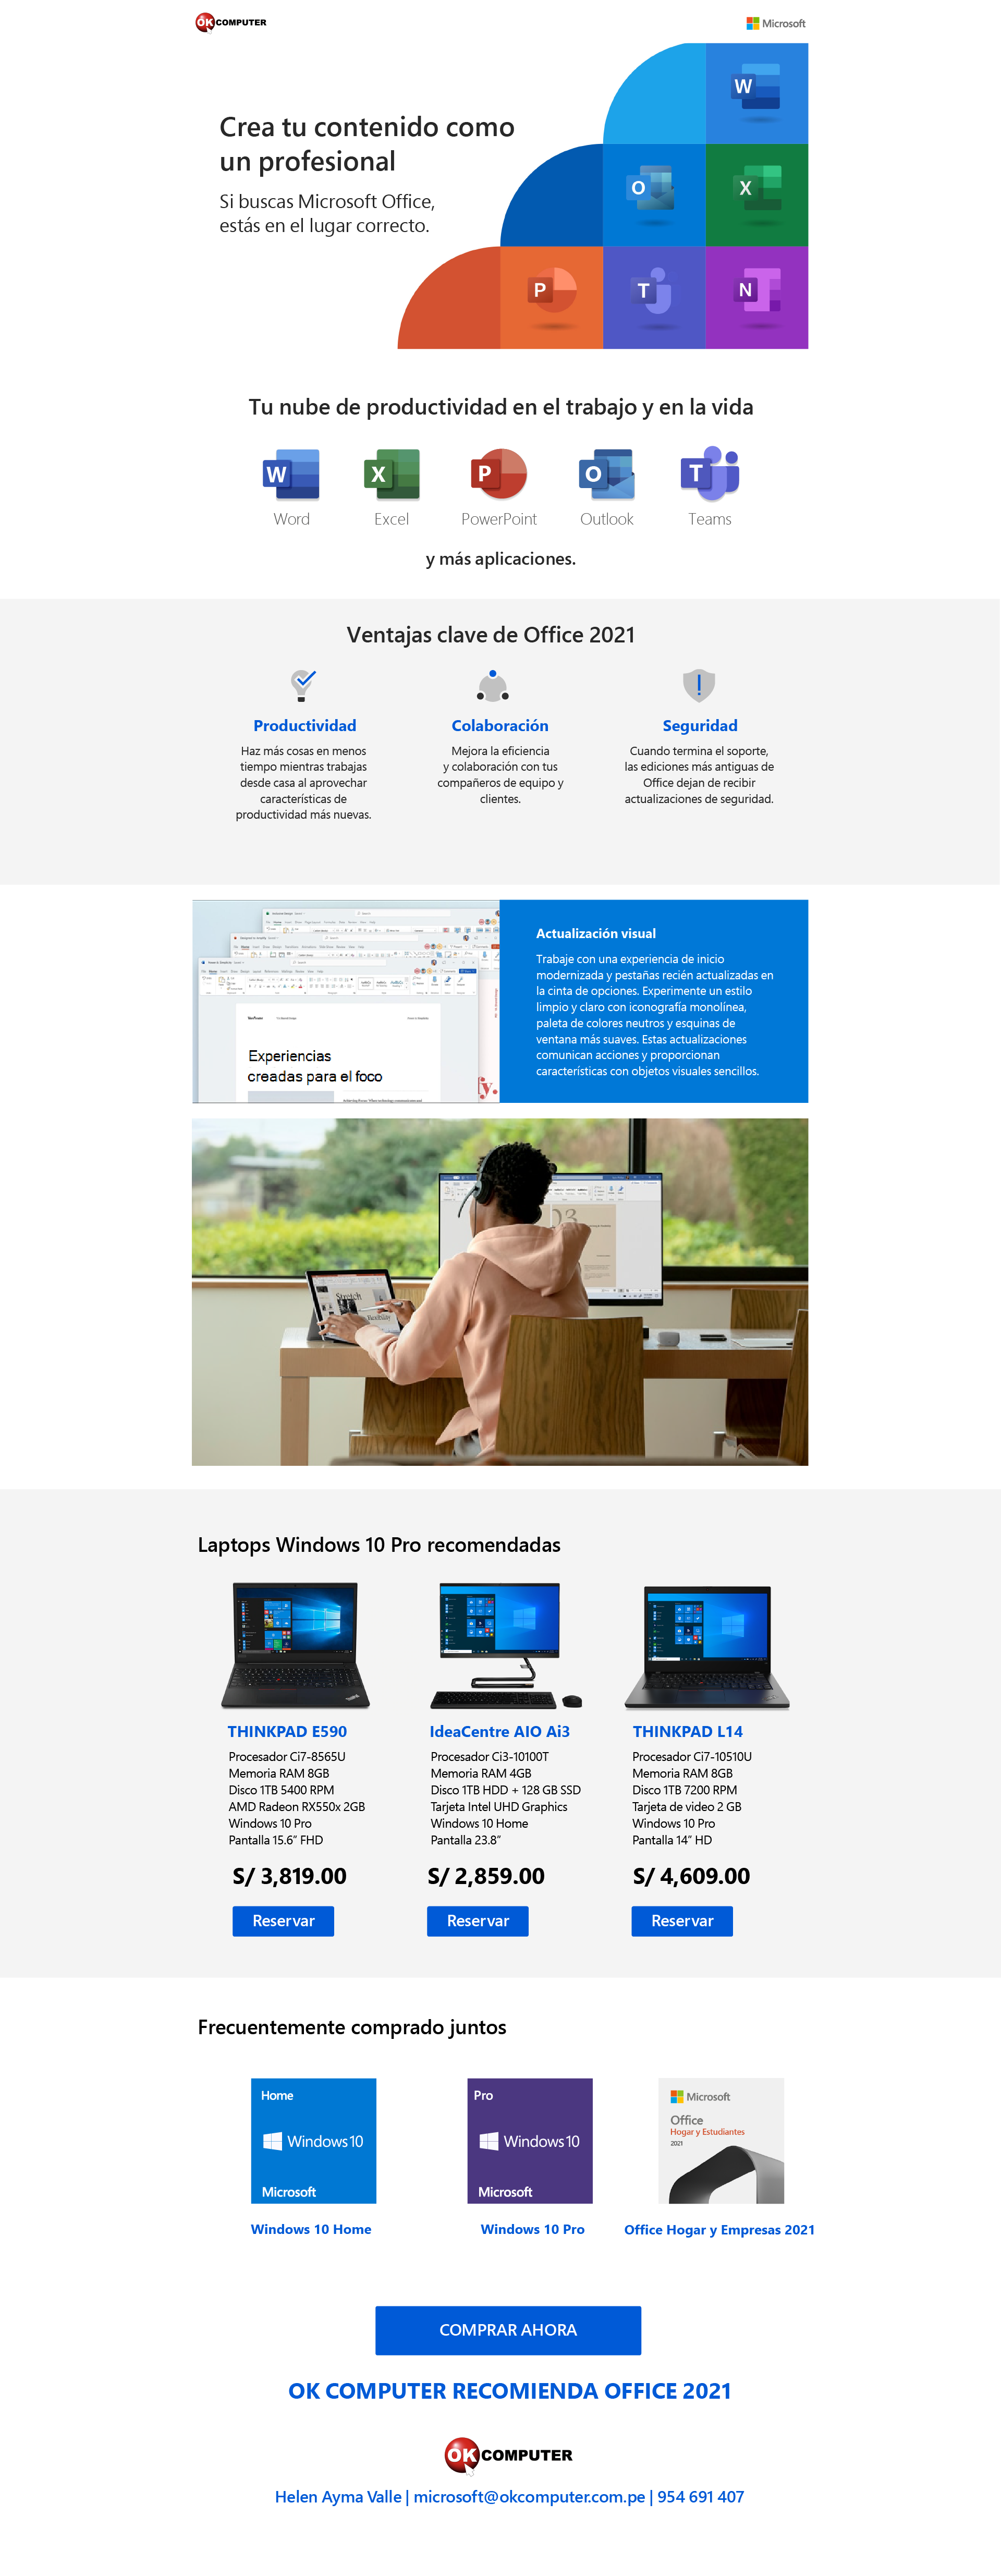 OK COMPUTER
Microsoft
Crea tu contenido como
un profesional
Si buscas Microsoft Office,
estás en el lugar correcto.
W
O
X
P
T
N
Tu nube de productividad en el trabajo y en la vida
W
X
P
O
T
Word
Excel
PowerPoint
Outlook
Teams
y más aplicaciones.
Ventajas clave de Office 2021
Productividad
Haz más cosas en menos
tiempo mientras trabajas
desde casa al aprovechar
características de
productividad más nuevas.
Colaboración
Mejora la eficiencia
y colaboración con tus
compañeros de equipo y
clientes.
Seguridad
Cuando termina el soporte,
las ediciones más antiguas de
Office dejan de recibir
actualizaciones de seguridad.
Experiencias
creadas para el foco
fy.
Actualización visual
Trabaje con una experiencia de inicio
modernizada y pestañas recién actualizadas en
la cinta de opciones. Experimente un estilo
limpio y claro con iconografía monolínea,
paleta de colores neutros y esquinas de
ventana más suaves. Estas actualizaciones
comunican acciones y proporcionan
características con objetos visuales sencillos.
03
Stretch
Laptops Windows 10 Pro recomendadas
THINKPAD E590
Procesador Ci7-8565U
Memoria RAM 8GB
Disco 1TB 5400 RPM
AMD Radeon RX550x 2GB
Windows 10 Pro
Pantalla 15.6” FHD
S/ 3,819.00
Reservar
IdeaCentre AIO Ai3
Procesador Ci3-10100T
Memoria RAM 4GB
Disco 1TB HDD + 128 GB SSD
Tarjeta Intel UHD Graphics
Windows 10 Home
Pantalla 23.8”
S/ 2,859.00
Reservar
THINKPAD L14
Procesador Ci7-10510U
Memoria RAM 8GB
Disco 1TB 7200 RPM
Tarjeta de video 2 GB
Windows 10 Pro
Pantalla 14” HD
S/ 4,609.00
Reservar
Frecuentemente comprado juntos
Home
Windows 10
Microsoft
Windows 10 Home
Pro
Windows 10
Microsoft
Windows 10 Pro
Microsoft
Office
Hogar y Estudiantes
2021
Office Hogar y Empresas 2021
COMPRAR AHORA
OK COMPUTER RECOMIENDA OFFICE 2021
OK COMPUTER
Helen Ayma Valle | microsoft@okcomputer.com.pe | 954 691 407